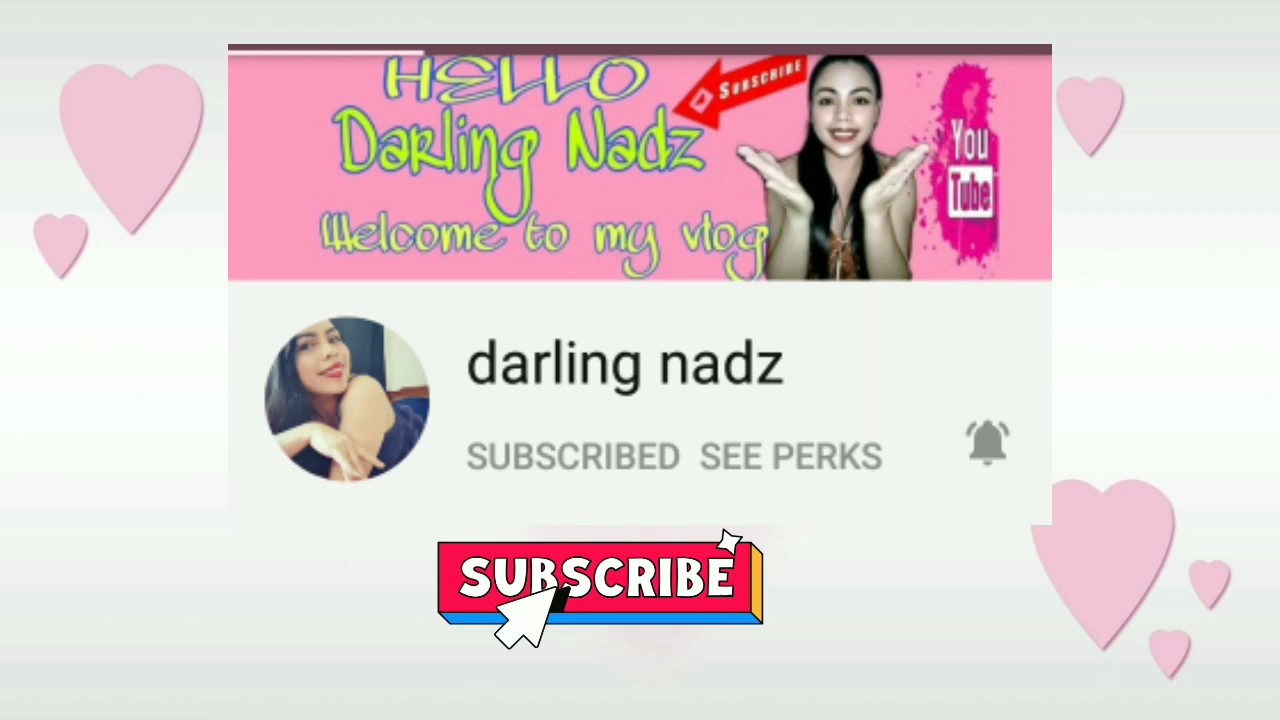 HELLO
SUBSCRIBE
Darling Nadz
You
Tube
Welcome to my vlog
darling nadz
SUBSCRIBED SEE PERKS
SUBSCRIBE